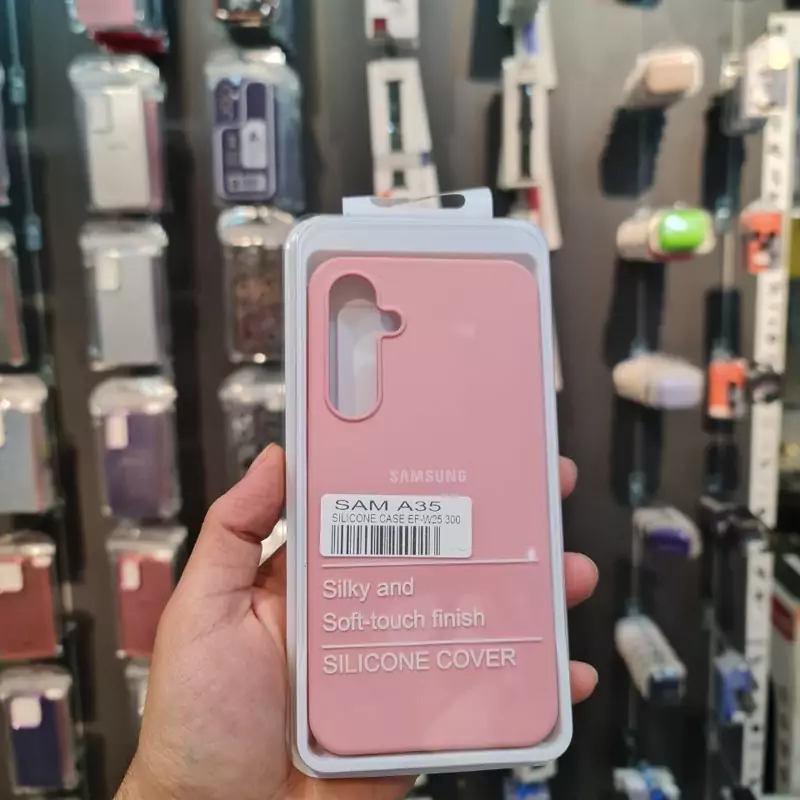 SAMSUNG
SAM A35
SILICONE CASE EF-W25.300
Silky and
Soft-touch finish
SILICONE COVER